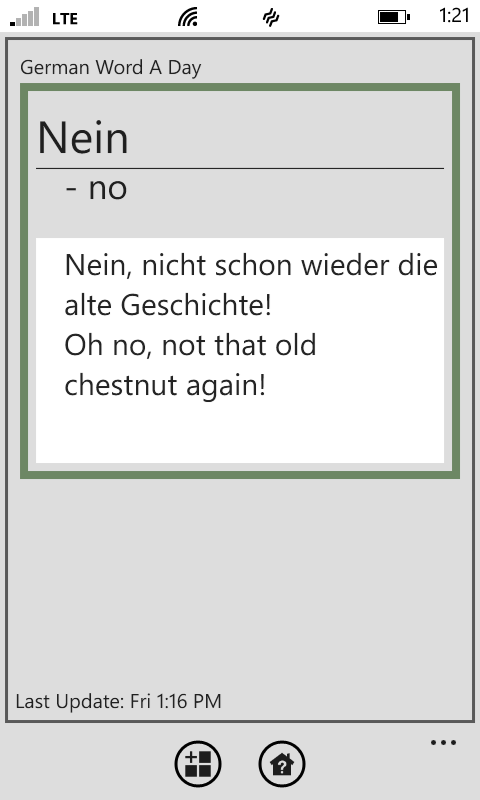 LTE
1:21
German Word A Day
Nein
- no
Nein, nicht schon wieder die
alte Geschichte!
Oh no, not that old
chestnut again!
Last Update: Fri 1:16 PM
...
?